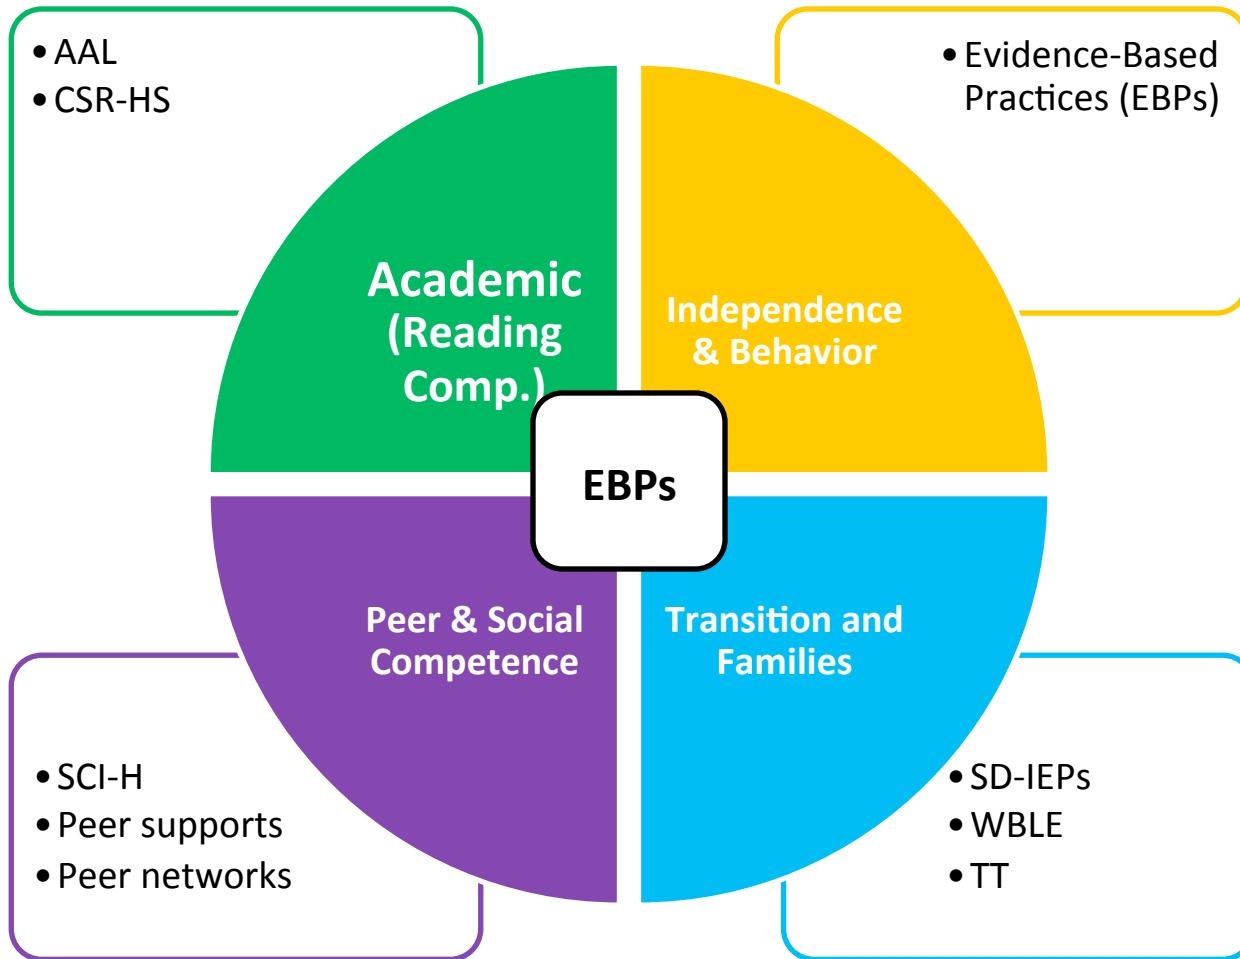 • AAL
• CSR-HS
• Evidence-Based
Practices (EBPs)
Academic
(Reading
Comp.)
Independence
& Behavior
EBPs
Peer & Social
Competence
Transition and
Families
• SCI-H
• Peer supports
• Peer networks
• SD-IEPs
• WBLE
• TT